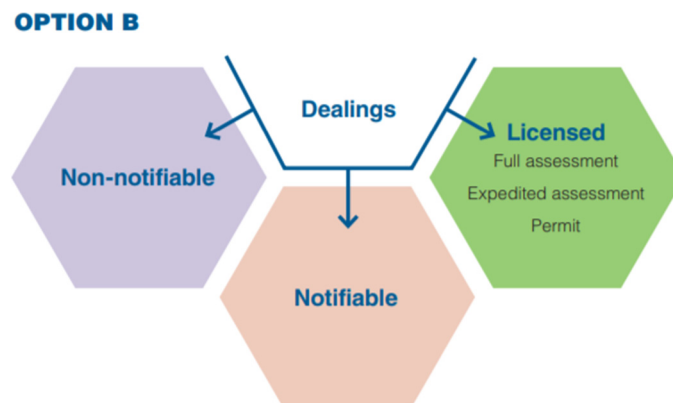 OPTION B
Dealings
Non-notifiable
Notifiable
Licensed
Full assessment
Expedited assessment
Permit